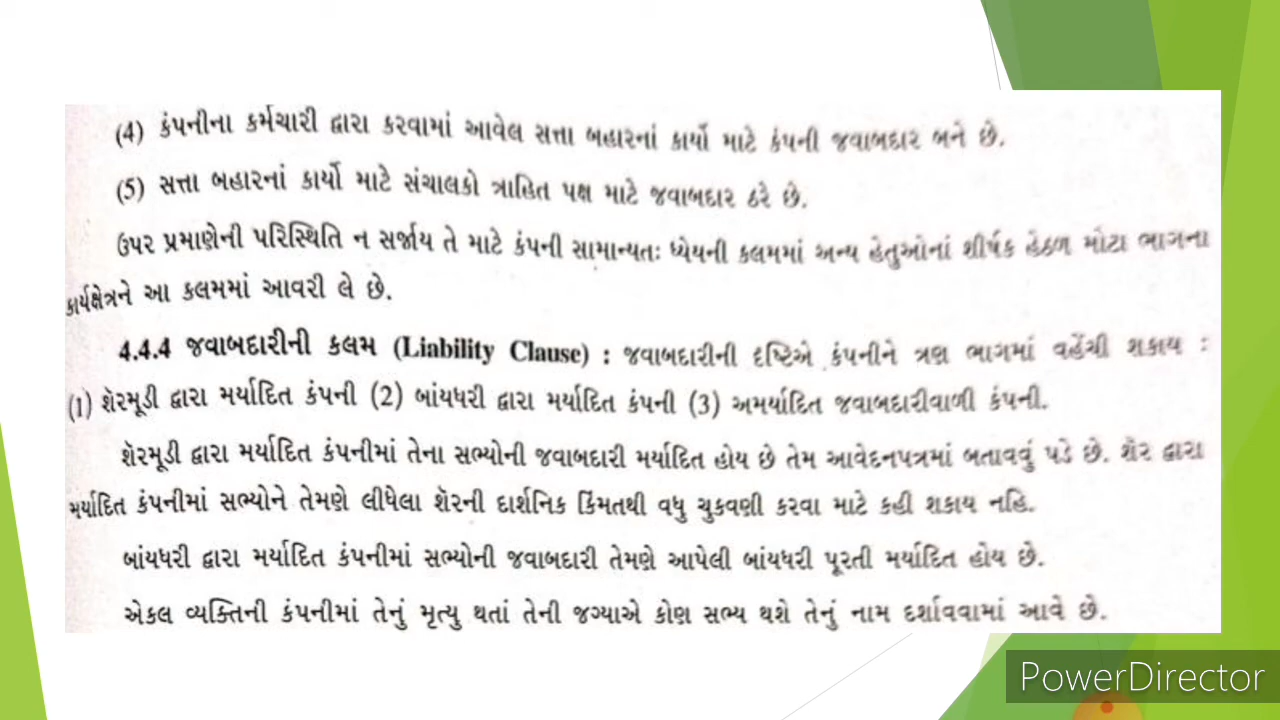 (4) કંપનીના કર્મચારી દ્વારા કરવામાં આવેલ સત્તા બહારનાં કાર્યો માટે કંપની જવાબદાર બને છે.
(5) સત્તા બહારનાં કાર્યો માટે સંચાલકો ત્રાહિત પક્ષ માટે જવાબદાર ઠરે છે.
ઉપર પ્રમાણેની પરિસ્થિતિ ન સર્જાય તે માટે કંપની સામાન્યતઃ ધ્યેયની કલમમાં અન્ય હેતુઓનાં શીર્ષક હેઠળ મોટા ભાગના
કાર્યક્ષેત્રને આ કલમમાં આવરી લે છે.
4.4.4 જવાબદારીની કલમ (Liability Clause) : જવાબદારીની દૃષ્ટિએ કંપનીને ત્રણ ભાગમાં વહેંચી શકાય :
(1) શૅરમૂડી દ્વારા મર્યાદિત કંપની (2) બાંયધરી દ્વારા મર્યાદિત કંપની (3) અમર્યાદિત જવાબદારીવાળી કંપની.
શૅરમૂડી દ્વારા મર્યાદિત કંપનીમાં તેના સભ્યોની જવાબદારી મર્યાદિત હોય છે તેમ આવેદનપત્રમાં બતાવવું પડે છે. શૅર દ્વારા
મર્યાદિત કંપનીમાં સભ્યોને તેમણે લીધેલા શૅરની દાર્શનિક કિંમતથી વધુ ચુકવણી કરવા માટે કહી શકાય નહિ.
બાંયધરી દ્વારા મર્યાદિત કંપનીમાં સભ્યોની જવાબદારી તેમણે આપેલી બાંયધરી પૂરતી મર્યાદિત હોય છે.
એકલ વ્યક્તિની કંપનીમાં તેનું મૃત્યુ થતાં તેની જગ્યાએ કોણ સભ્ય થશે તેનું નામ દર્શાવવામાં આવે છે.
PowerDirector